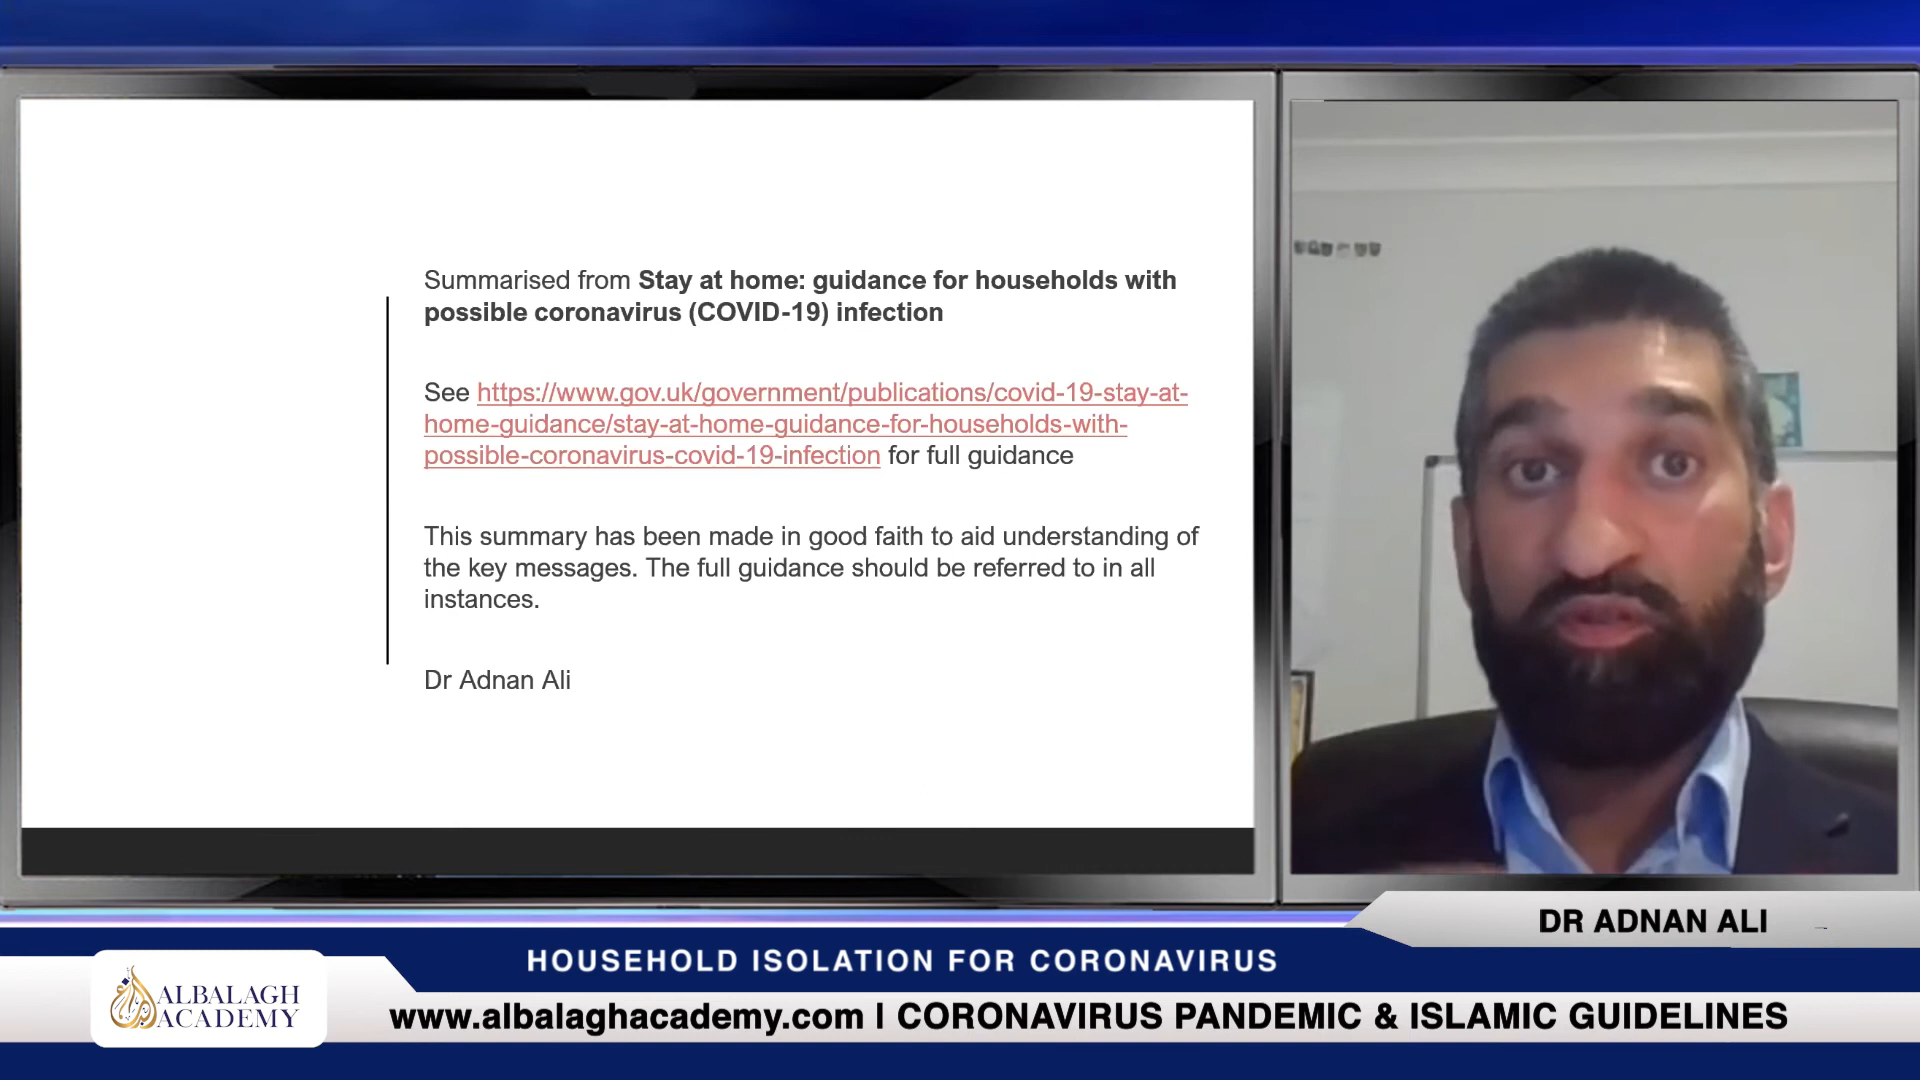 Summarised from Stay at home: guidance for households with
possible coronavirus (COVID-19) infection
See https://www.gov.uk/government/publications/covid-19-stay-at-
home-guidance/stay-at-home-guidance-for-households-with-
possible-coronavirus-covid-19-infection for full guidance
This summary has been made in good faith to aid understanding of
the key messages. The full guidance should be referred to in all
instances.
Dr Adnan Ali
DR ADNAN ALI
HOUSEHOLD ISOLATION FOR CORONAVIRUS
ALBALAGH
ACADEMY
www.albalaghacademy.com I CORONAVIRUS PANDEMIC & ISLAMIC GUIDELINES